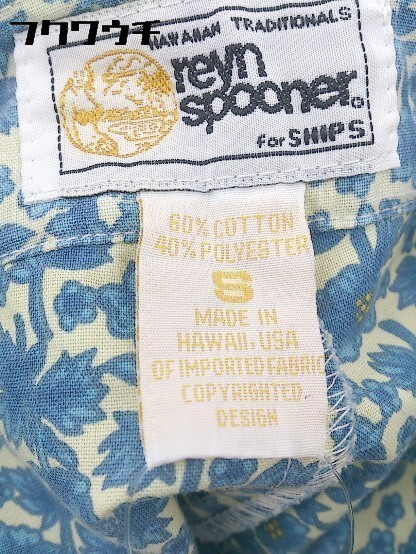 フクウウチ
HAWAIIAN TRADITIONALS
reyn
spooner®
for SHIPS
60% COTTON
40% POLYESTER
S
MADE IN
HAWAII, USA
OF IMPORTED FABRIC
COPYRIGHTED
DESIGN